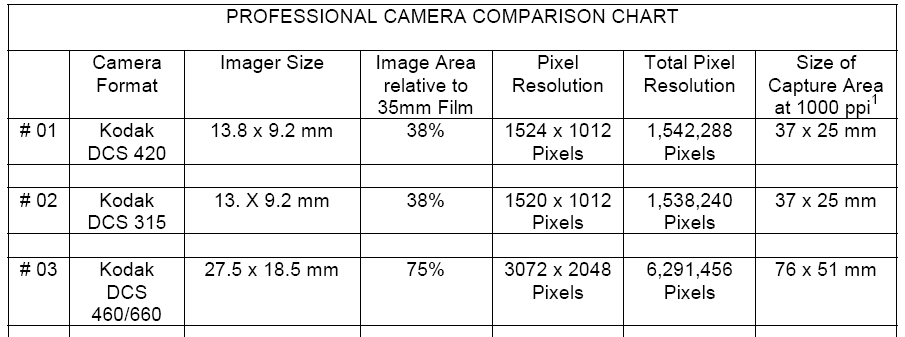 PROFESSIONAL CAMERA COMPARISON CHART
Camera Format Imager Size Image Area relative to 35mm Film Pixel Resolution Total Pixel Resolution Size of Capture Area at 1000 ppi1
# 01 Kodak DCS 420 13.8 x 9.2 mm 38% 1524 x 1012 Pixels 1,542,288 Pixels 37 x 25 mm
# 02 Kodak DCS 315 13. X 9.2 mm 38% 1520 x 1012 Pixels 1,538,240 Pixels 37 x 25 mm
# 03 Kodak DCS 460/660 27.5 x 18.5 mm 75% 3072 x 2048 Pixels 6,291,456 Pixels 76 x 51 mm